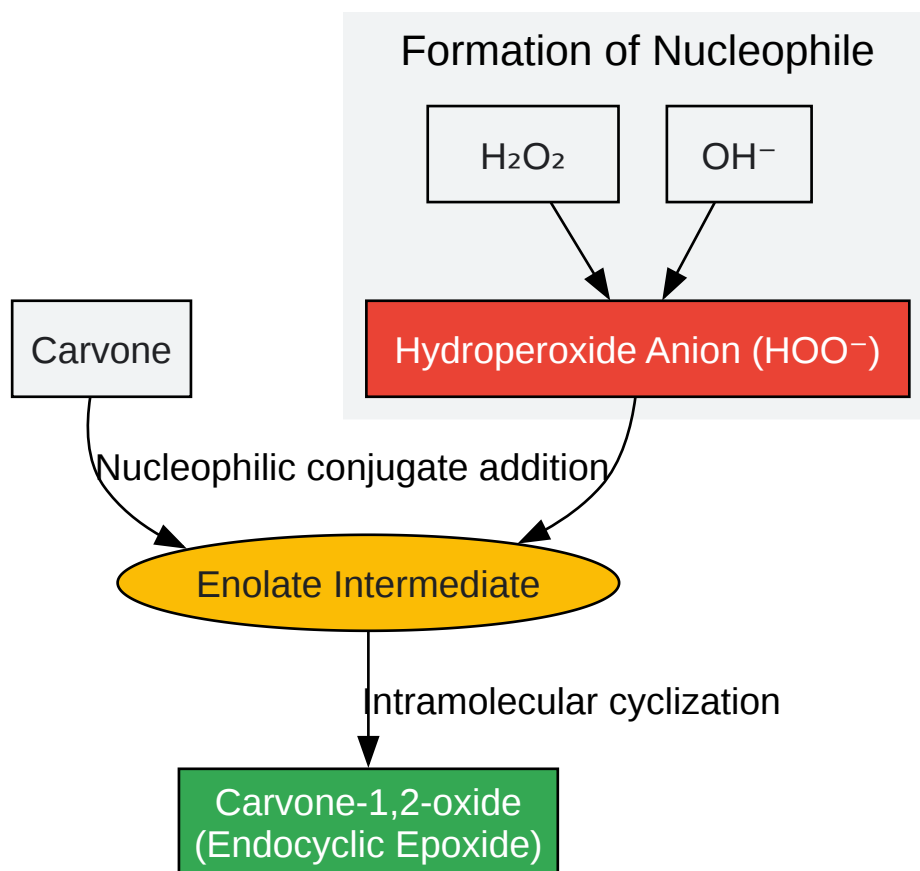 Formation of Nucleophile
H₂O₂
OH⁻
Carvone
Hydroperoxide Anion (HOO⁻)
Nucleophilic conjugate addition
Enolate Intermediate
Intramolecular cyclization
Carvone-1,2-oxide
(Endocyclic Epoxide)